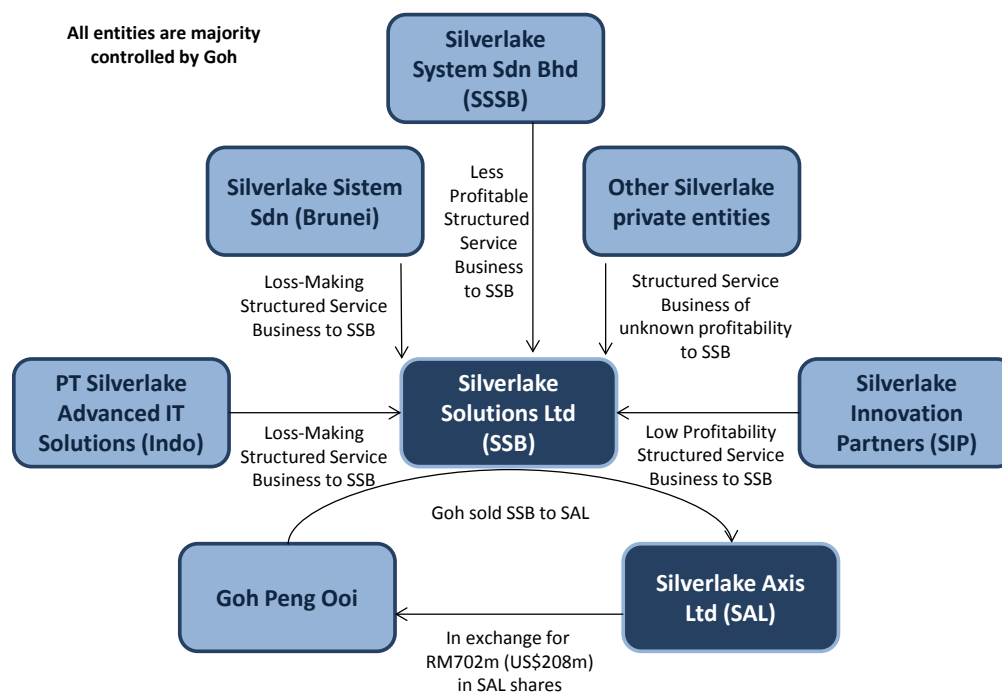 All entities are majority
controlled by Goh
Silverlake
System Sdn Bhd
(SSSB)
Silverlake Sistem
Sdn (Brunei)
Less
Profitable
Structured
Service
Business
to SSB
Other Silverlake
private entities
Loss-Making
Structured Service
Business to SSB
Structured Service
Business of
unknown profitability
to SSB
PT Silverlake
Advanced IT
Solutions (Indo)
Silverlake
Solutions Ltd
(SSB)
Silverlake
Innovation
Partners (SIP)
Loss-Making
Structured Service
Business to SSB
Low Profitability
Structured Service
Business to SSB
Goh sold SSB to SAL
Goh Peng Ooi
Silverlake Axis
Ltd (SAL)
In exchange for
RM702m (US$208m)
in SAL shares